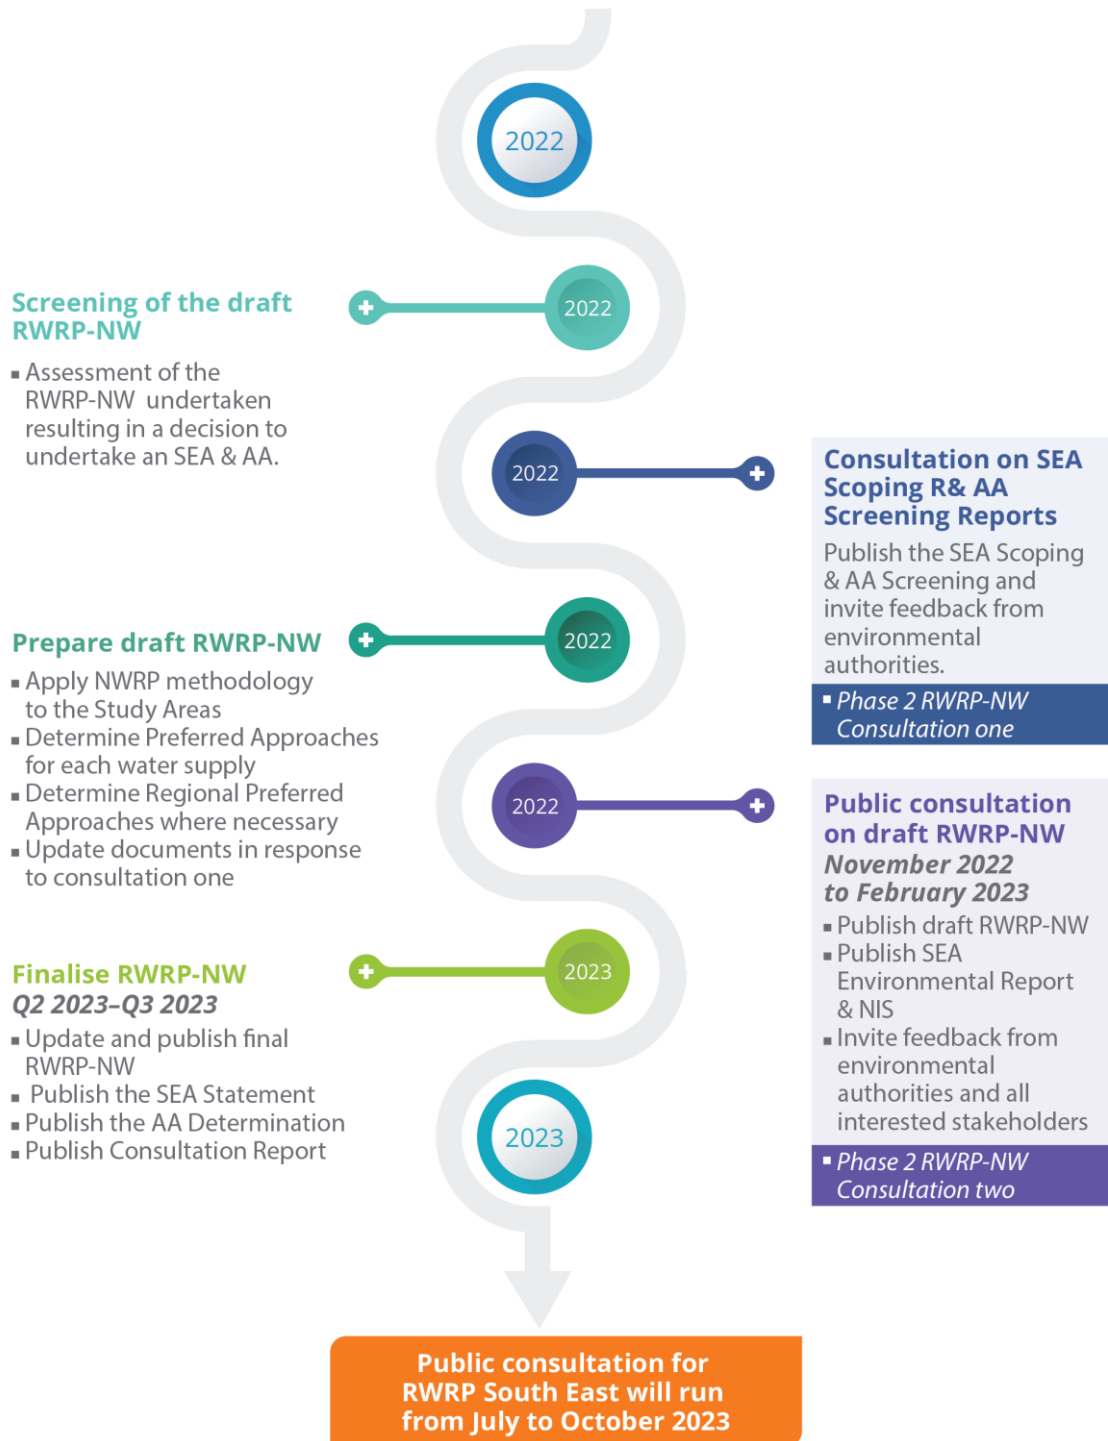 2022
Screening of the draft
RWRP-NW
▪ Assessment of the
RWRP-NW undertaken
resulting in a decision to
undertake an SEA & AA.
2022
2022
Consultation on SEA
Scoping R& AA
Screening Reports
Publish the SEA Scoping
& AA Screening and
invite feedback from
environmental
authorities.
▪ Phase 2 RWRP-NW
Consultation one
Prepare draft RWRP-NW
▪ Apply NWRP methodology
to the Study Areas
▪ Determine Preferred Approaches
for each water supply
▪ Determine Regional Preferred
Approaches where necessary
▪ Update documents in response
to consultation one
2022
2022
Public consultation
on draft RWRP-NW
November 2022
to February 2023
▪ Publish draft RWRP-NW
▪ Publish SEA
Environmental Report
& NIS
▪ Invite feedback from
environmental
authorities and all
interested stakeholders
▪ Phase 2 RWRP-NW
Consultation two
Finalise RWRP-NW
Q2 2023–Q3 2023
▪ Update and publish final
RWRP-NW
▪ Publish the SEA Statement
▪ Publish the AA Determination
▪ Publish Consultation Report
2023
2023
Public consultation for
RWRP South East will run
from July to October 2023